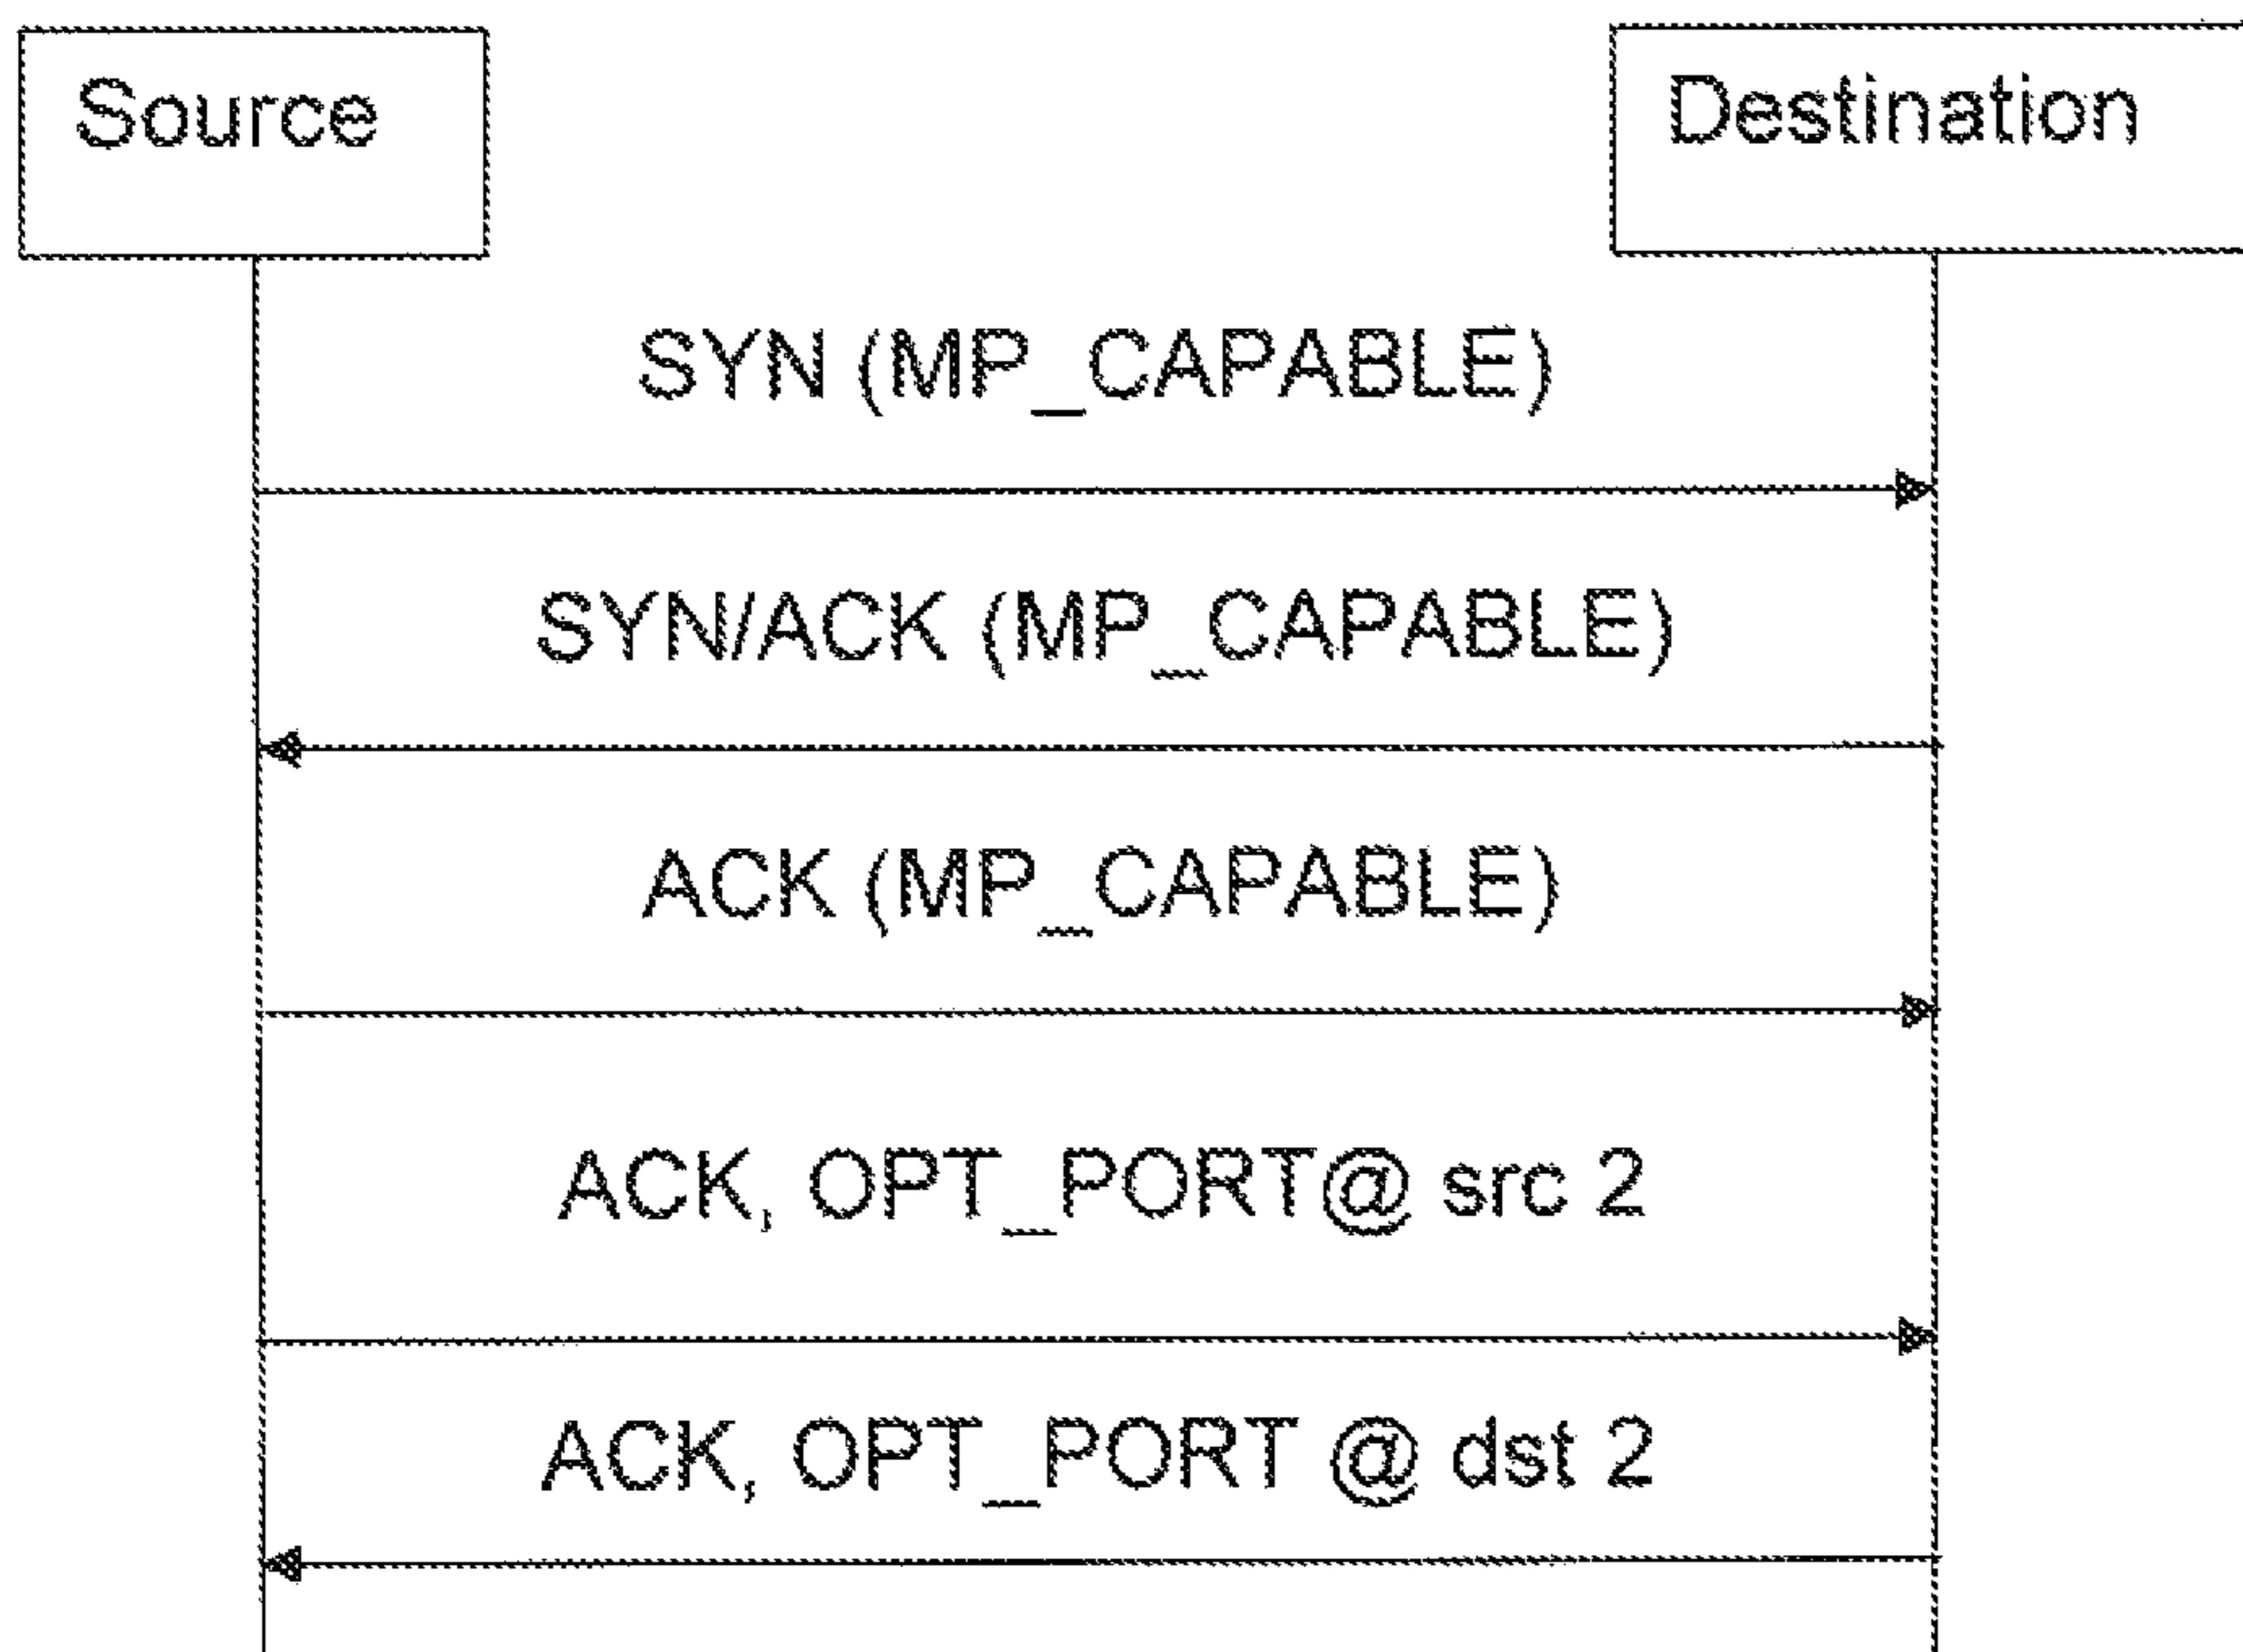 Source
Destination
SYN (MP_CAPABLE)
SYN/ACK (MP_CAPABLE)
ACK (MP_CAPABLE)
ACK, OPT_PORT@ src 2
ACK, OPT_PORT @ dst 2